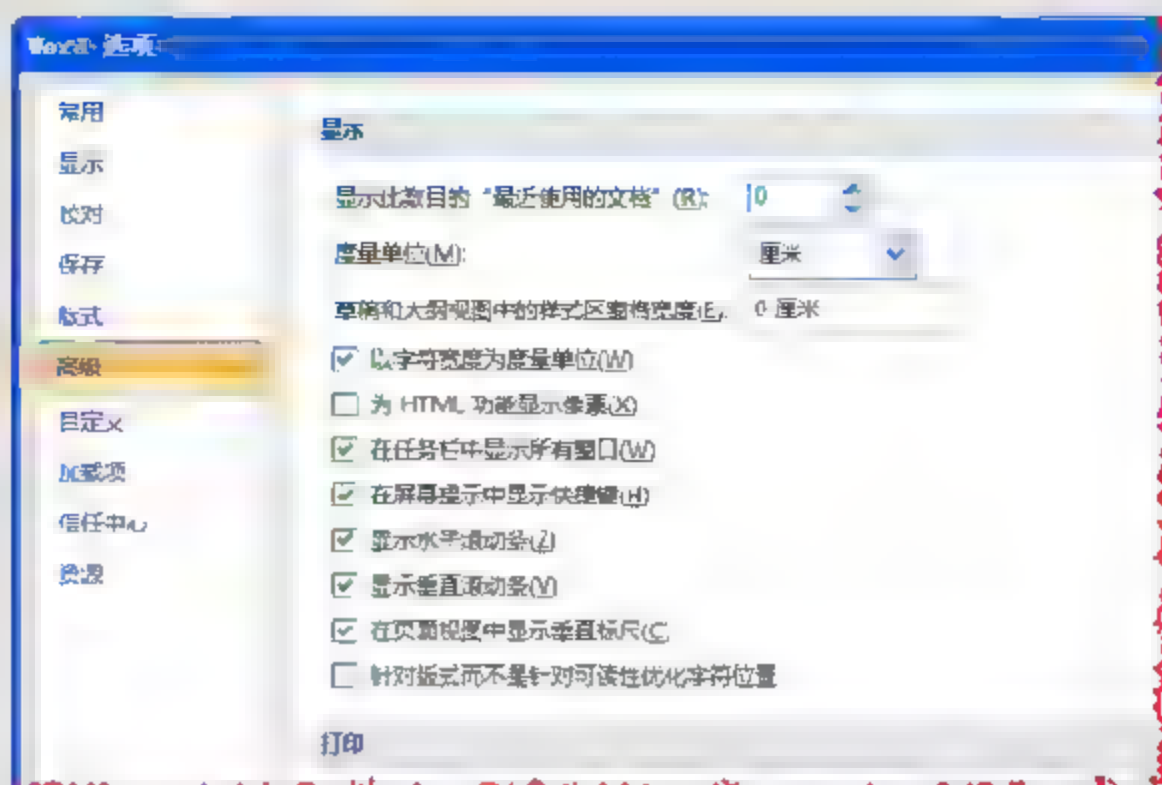 Word 选项
常用
显示
校对
保存
版式
高级
自定义
加载项
信任中心
资源
显示
显示此数目的“最近使用的文档”(R): 0
度量单位(M): 厘米
草稿和大纲视图中的样式区窗格宽度(E): 0 厘米
以字符宽度为度量单位(W)
为 HTML 功能显示像素(X)
在任务栏中显示所有窗口(W)
在屏幕提示中显示快捷键(H)
显示水平滚动条(Z)
显示垂直滚动条(V)
在页面视图中显示垂直标尺(C)
针对版式而不是针对可读性优化字符位置
打印